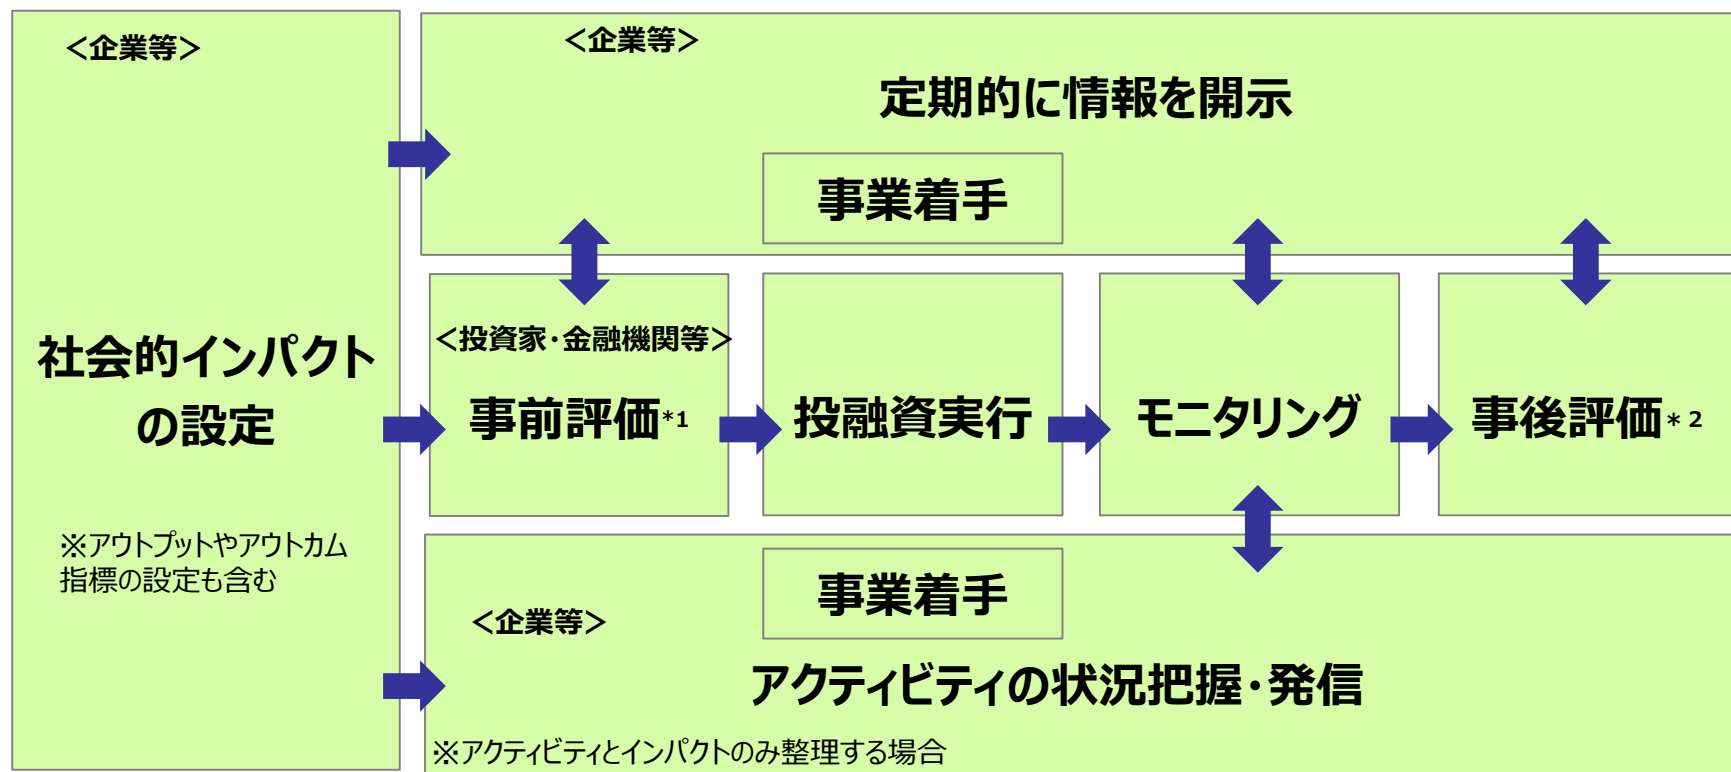 ＜企業等＞
社会的インパクト
の設定
※アウトプットやアウトカム
指標の設定も含む
＜企業等＞
定期的に情報を開示
事業着手
＜投資家・金融機関等＞
事前評価*1
投融資実行
モニタリング
事後評価＊2
事業着手
＜企業等＞
アクティビティの状況把握・発信
※アクティビティとインパクトのみ整理する場合